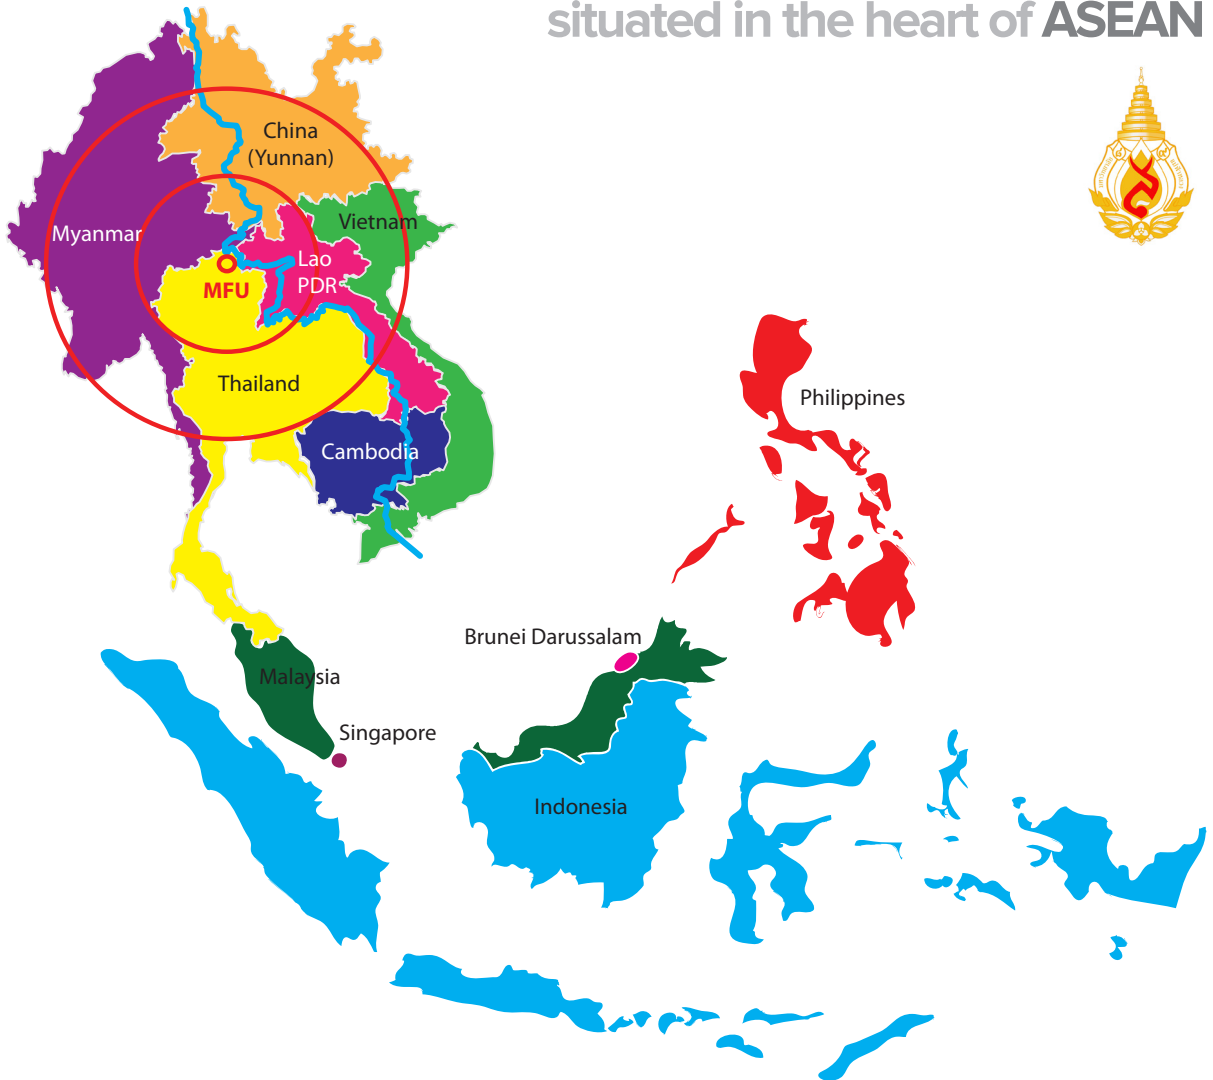 situated in the heart of ASEAN
China
(Yunnan)
Vietnam
Myanmar
Lao
PDR
MFU
Thailand
Cambodia
Philippines
Brunei Darussalam
Malaysia
Singapore
Indonesia